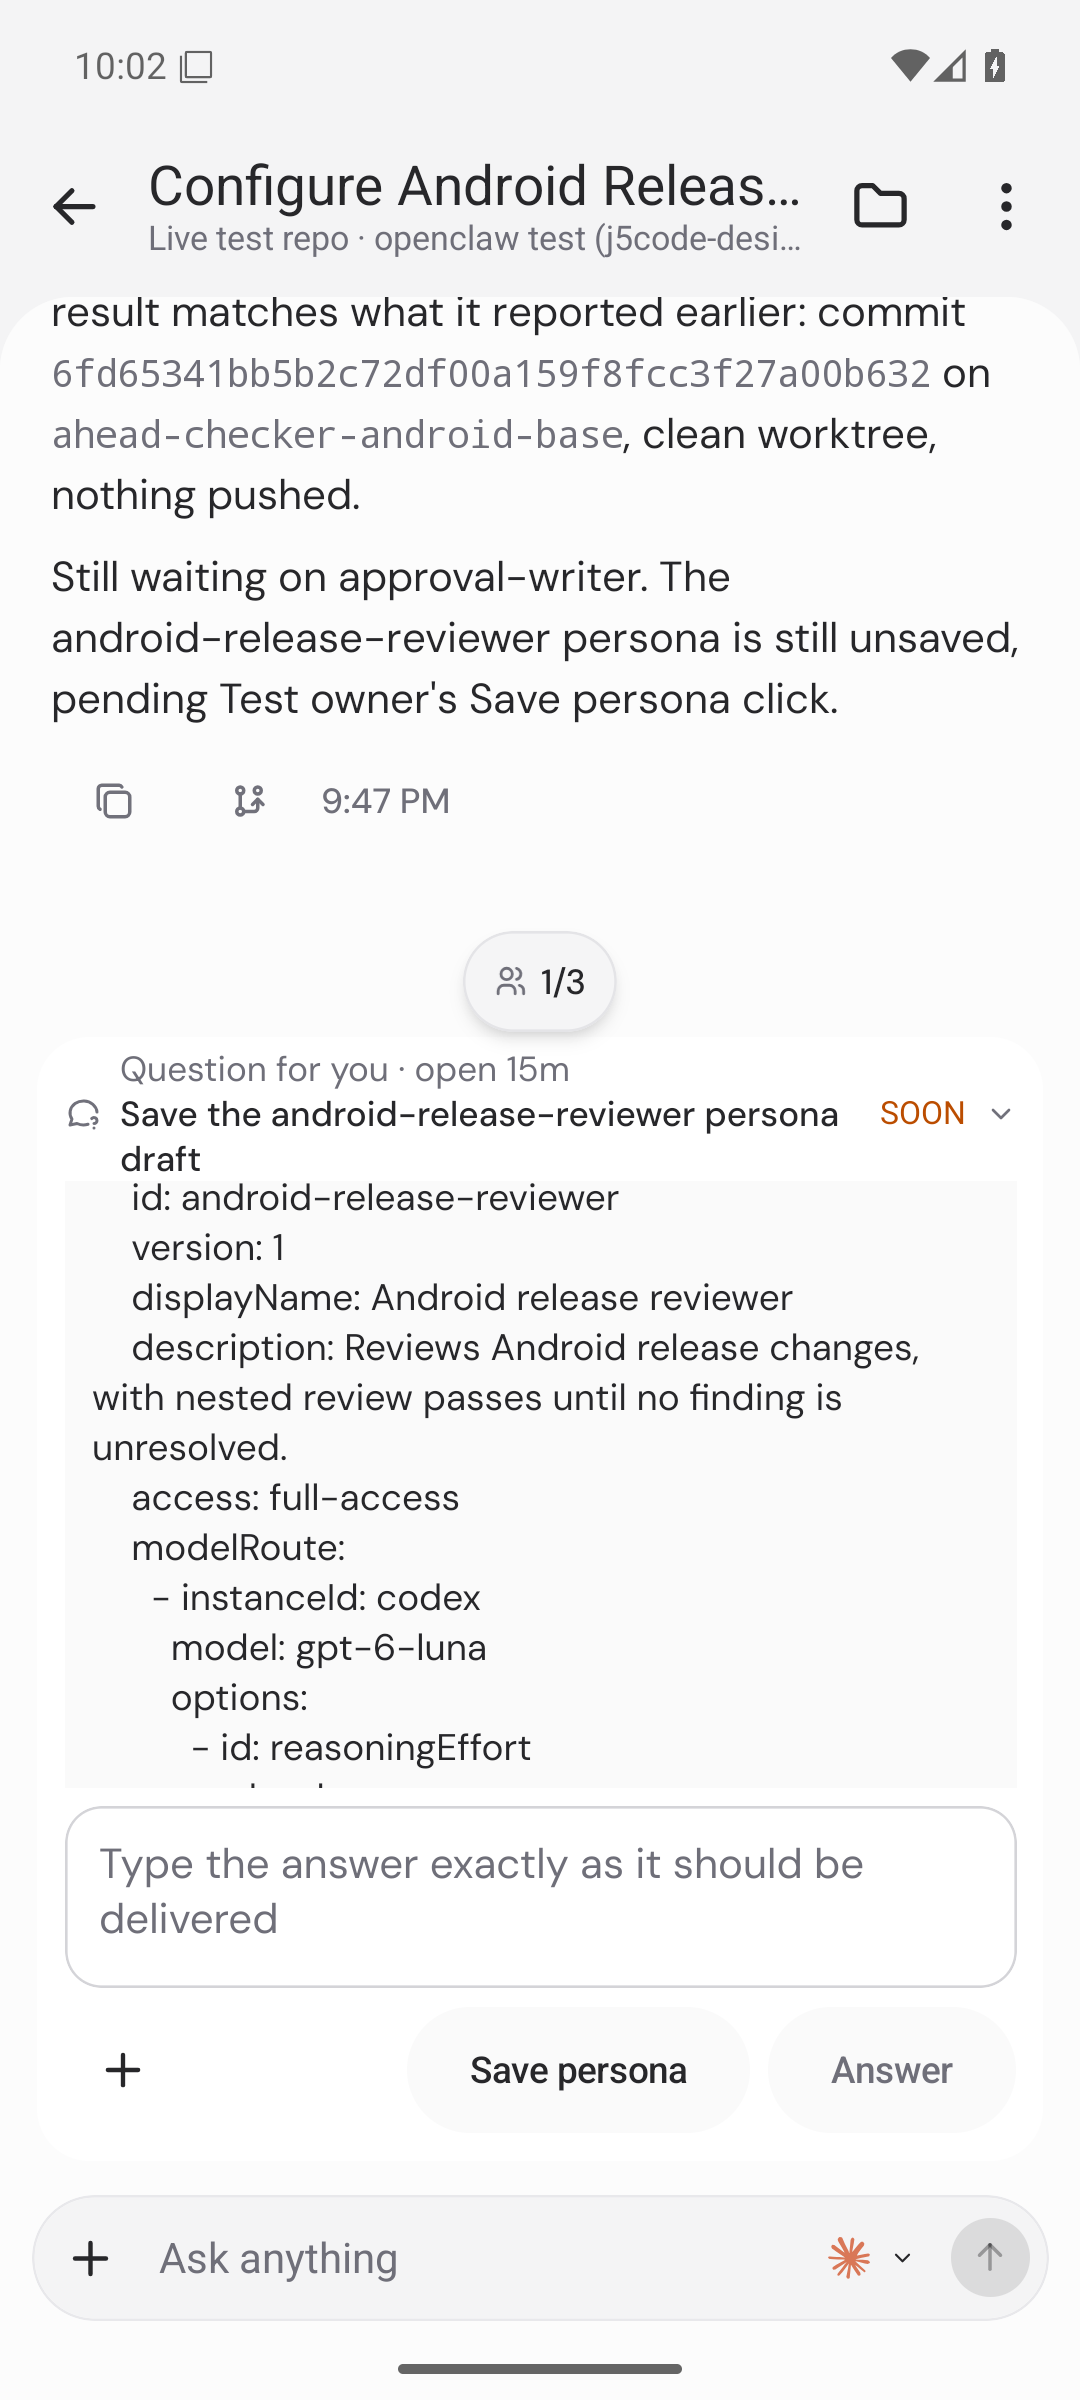 10:02
Configure Android Releas...
Live test repo · openclaw test (j5code-desi...
result matches what it reported earlier: commit
6fd65341bb5b2c72df00a159f8fcc3f27a00b632 on
ahead-checker-android-base, clean worktree,
nothing pushed.
Still waiting on approval-writer. The
android-release-reviewer persona is still unsaved,
pending Test owner's Save persona click.
9:47 PM
1/3
Question for you · open 15m
Save the android-release-reviewer persona
draft
SOON
id: android-release-reviewer
version: 1
displayName: Android release reviewer
description: Reviews Android release changes,
with nested review passes until no finding is
unresolved.
access: full-access
modelRoute:
- instanceId: codex
model: gpt-6-luna
options:
- id: reasoningEffort
Type the answer exactly as it should be
delivered
Save persona
Answer
Ask anything